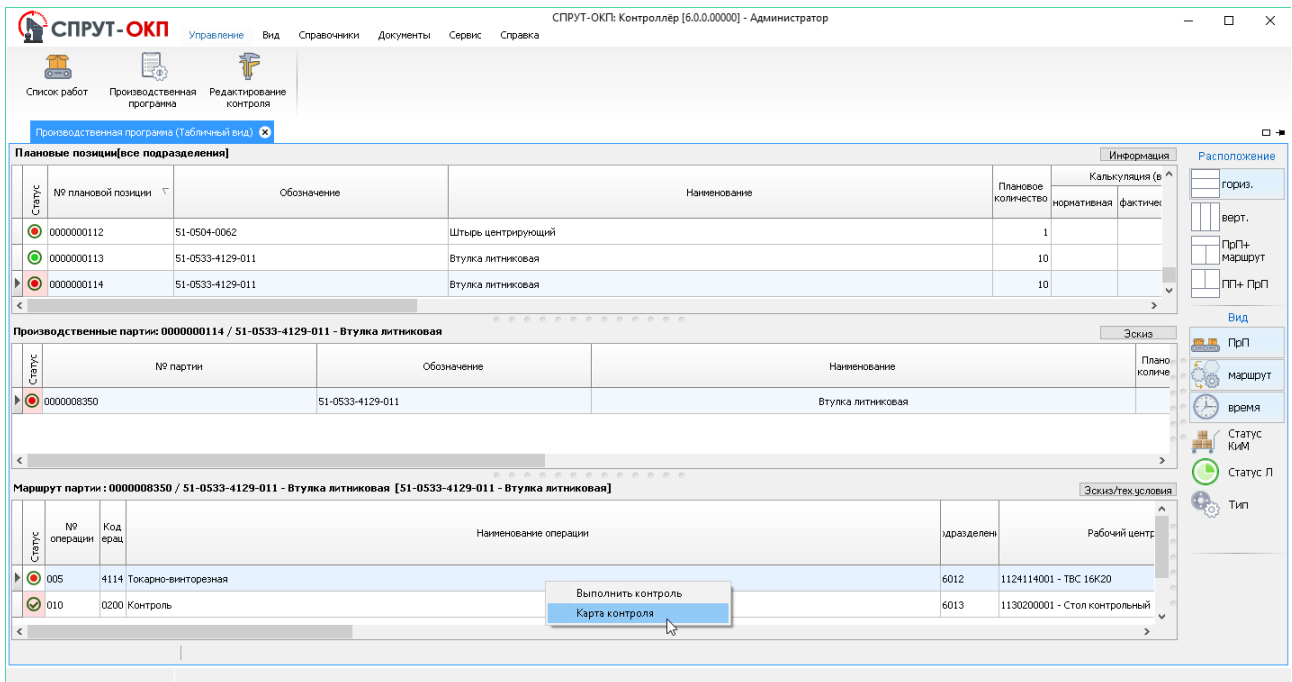 СПРУТ-ОКП: Контроллёр [6.0.0.00000] - Администратор
СПРУТ-ОКП
Управление Вид Справочники Документы Сервис Справка
Список работ
Производственная программа
Редактирование контроля
Производственная программа (Табличный вид)
Плановые позиции[все подразделения]
Информация
Статус № плановой позиции Обозначение Наименование Плановое количество Калькуляция (в
нормативная фактичес
0000000112 51-0504-0062 Штырь центрирующий 1
0000000113 51-0533-4129-011 Втулка литниковая 10
0000000114 51-0533-4129-011 Втулка литниковая 10
Производственные партии: 0000000114 / 51-0533-4129-011 - Втулка литниковая
Эскиз
Статус № партии Обозначение Наименование Плано количе
0000008350 51-0533-4129-011 Втулка литниковая
Маршрут партии : 0000008350 / 51-0533-4129-011 - Втулка литниковая [51-0533-4129-011 - Втулка литниковая]
Эскиз/тех.условия
Статус № операции Код ерац Наименование операции одразделен Рабочий центр
005 4114 Токарно-винторезная 6012 1124114001 - ТВС 16К20
010 0200 Контроль 6013 1130200001 - Стол контрольный
Выполнить контроль
Карта контроля
Расположение
гориз.
верт.
ПрП+
маршрут
ПП+ ПрП
Вид
ПрП
маршрут
время
Статус
КиМ
Статус Л
Тип